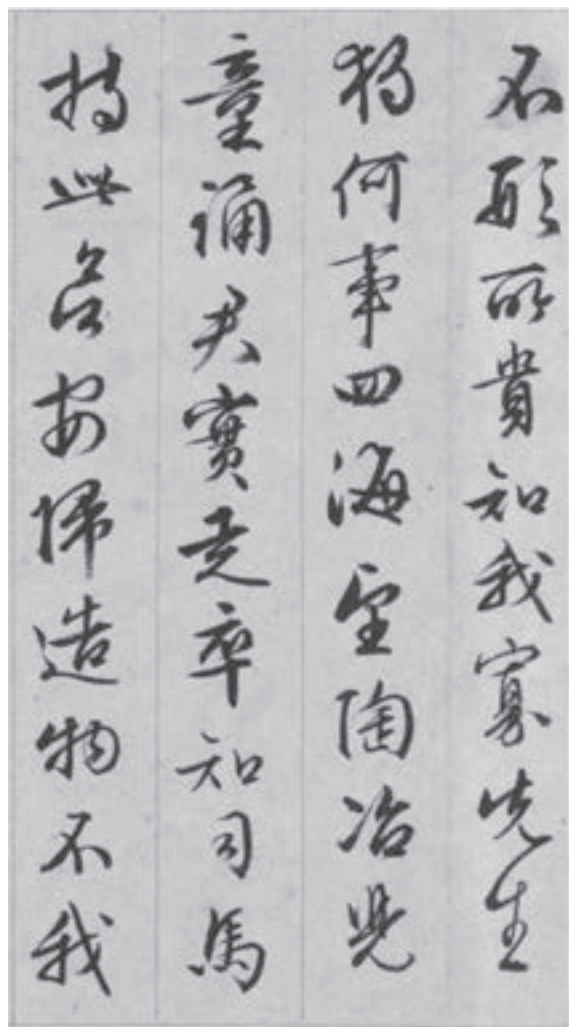 不形所貴知我寡先生
獨何事四海望陶冶兒
童誦君實走卒知司馬
持此安歸造物不我